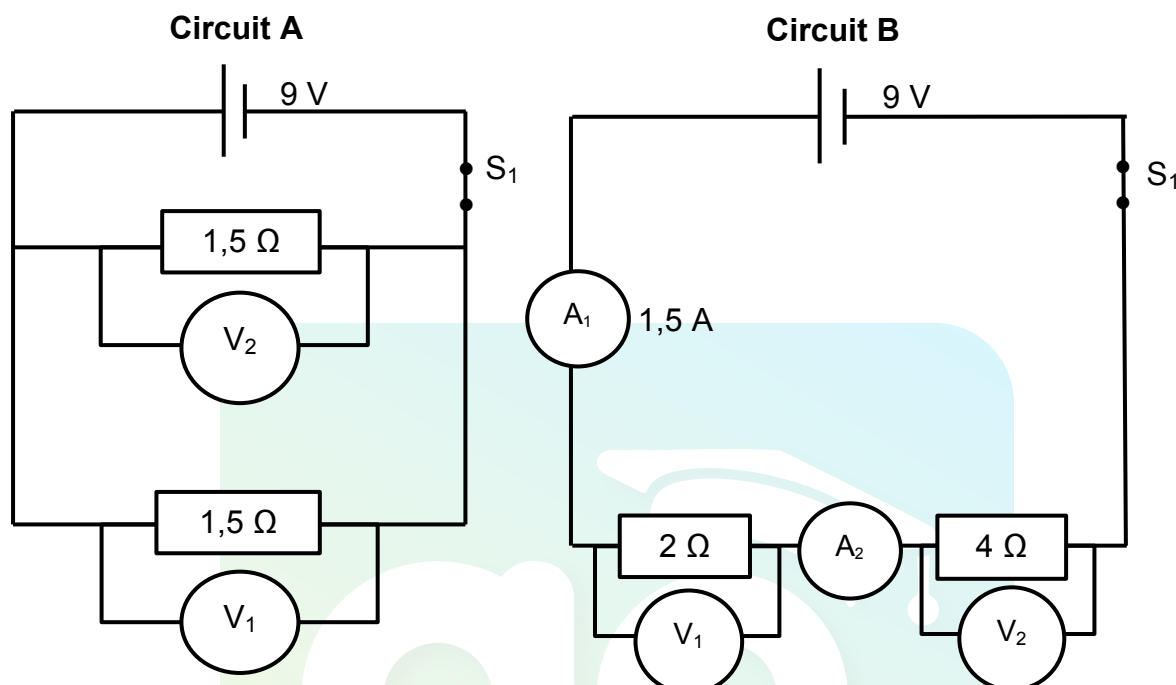 Circuit A
9 V
S₁
1,5 Ω
V₂
1,5 Ω
V₁
Circuit B
9 V
S₁
A₁
1,5 A
2 Ω
A₂
4 Ω
V₁
V₂